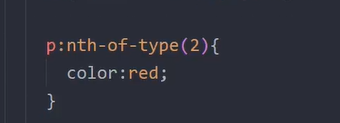 p:nth-of-type(2){
  color:red;
}